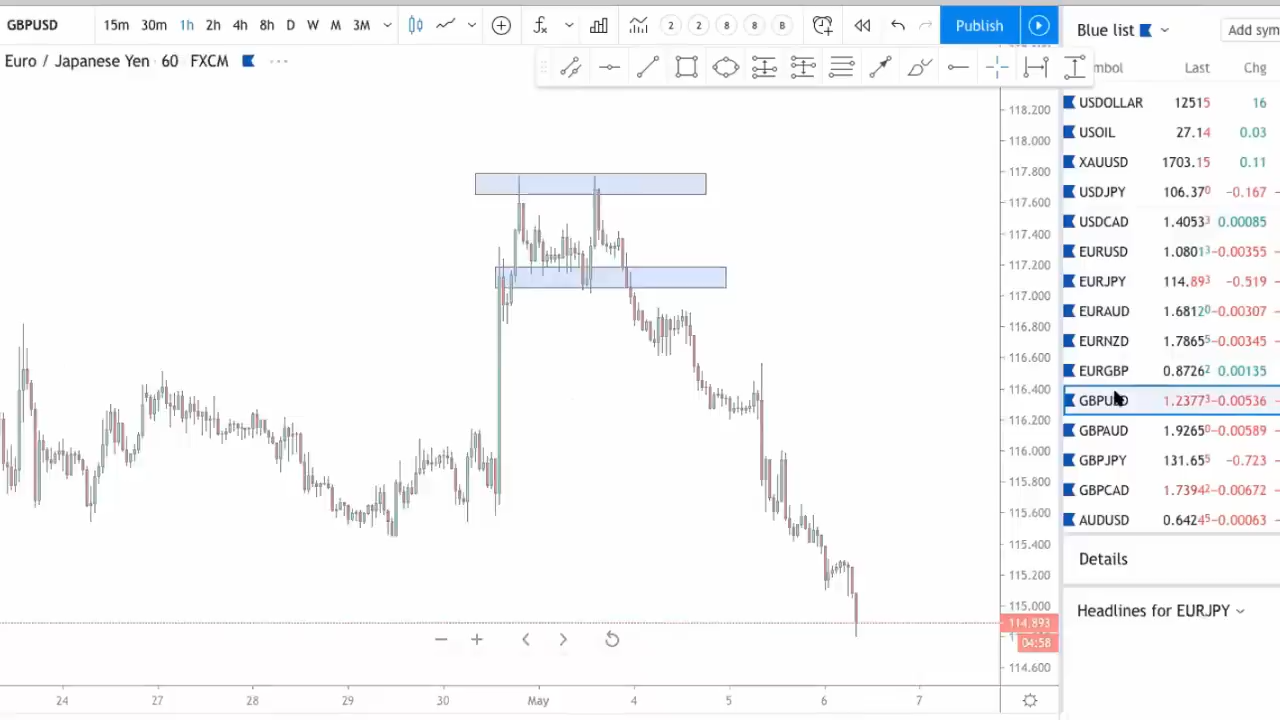 GBPUSD 15m 30m 1h 2h 4h 8h D W M 3M 2 2 8 8 8 Publish
Blue list Add sym
Euro / Japanese Yen · 60 FXCM ···
mbol Last Chg
USDOLLAR 12515 16
USOIL 27.14 0.03
XAUUSD 1703.15 0.11
USDJPY 106.370 -0.167
USDCAD 1.40533 0.00085
EURUSD 1.08013 -0.00355
EURJPY 114.893 -0.519
EURAUD 1.68120 -0.00307
EURNZD 1.78655 -0.00345
EURGBP 0.87262 0.00135
1.23773 -0.00536
GBPAUD 1.92650 -0.00589
GBPJPY 131.655 -0.723
GBPCAD 1.73942 -0.00672
AUDUSD 0.64245 -0.00063
Details
Headlines for EURJPY
118.200
118.000
117.800
117.600
117.400
117.200
117.000
116.800
116.600
116.400
116.200
116.000
115.800
115.600
115.400
115.200
115.000
114.893
04:58
114.600
24 27 28 29 30 May 4 5 6 7